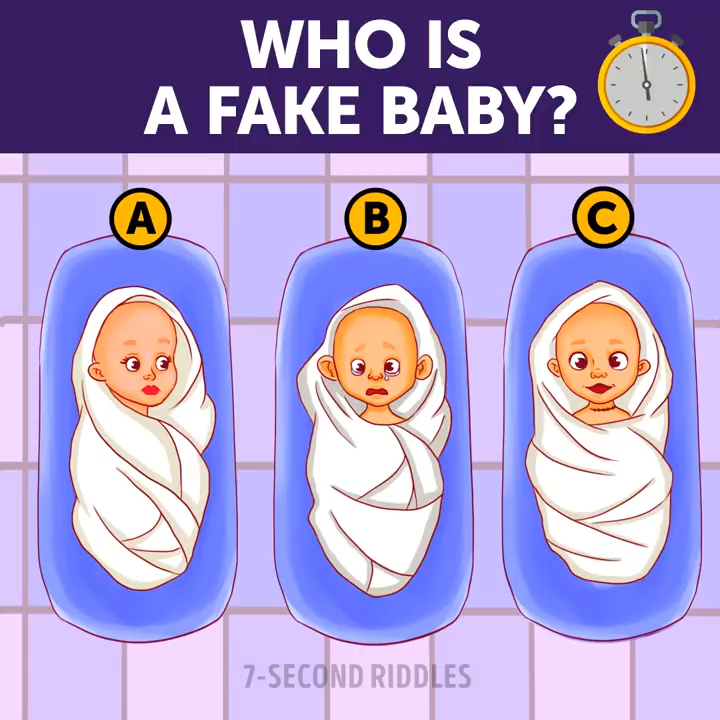 WHO IS
A FAKE BABY?
A
B
C
7-SECOND RIDDLES